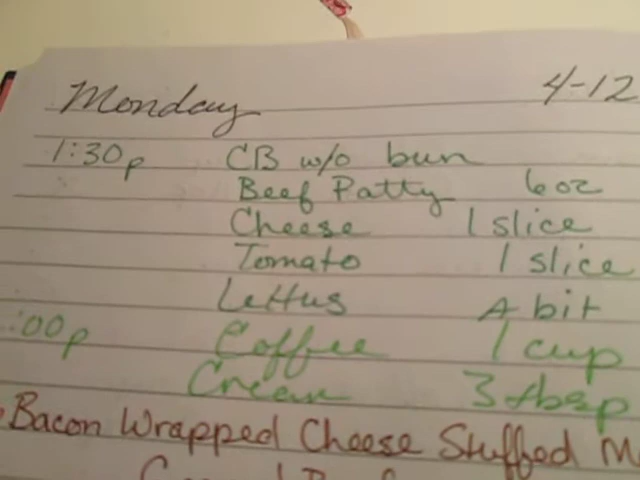 Monday 4-12
1:30p CB w/o bun
Beef Patty 6oz
Cheese 1 slice
Tomato 1 slice
Lettus A bit
:00p Coffee 1 cup
Cream 3 tbsp
Bacon Wrapped Cheese Stuffed